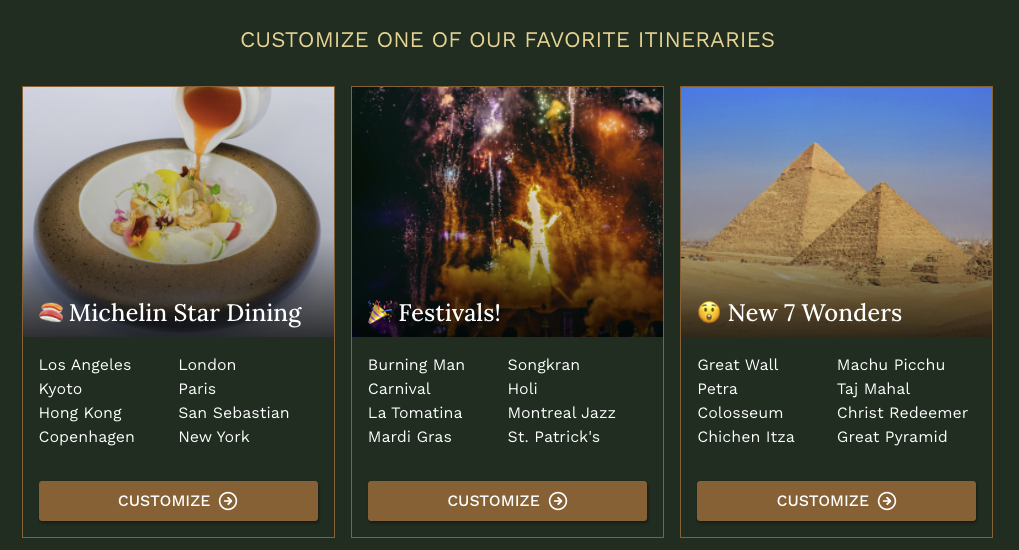 CUSTOMIZE ONE OF OUR FAVORITE ITINERARIES
🍣 Michelin Star Dining
Los Angeles London
Kyoto Paris
Hong Kong San Sebastian
Copenhagen New York
CUSTOMIZE
🎉 Festivals!
Burning Man Songkran
Carnival Holi
La Tomatina Montreal Jazz
Mardi Gras St. Patrick's
CUSTOMIZE
😲 New 7 Wonders
Great Wall Machu Picchu
Petra Taj Mahal
Colosseum Christ Redeemer
Chichen Itza Great Pyramid
CUSTOMIZE